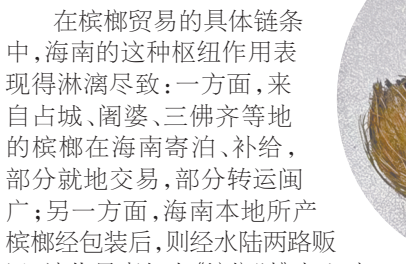 在槟榔贸易的具体链条
中，海南的这种枢纽作用表
现得淋漓尽致：一方面，来
自占城、阇婆、三佛齐等地
的槟榔在海南寄泊、补给，
部分就地交易，部分转运闽
广；另一方面，海南本地所产
槟榔经包装后，则经水陆两路贩